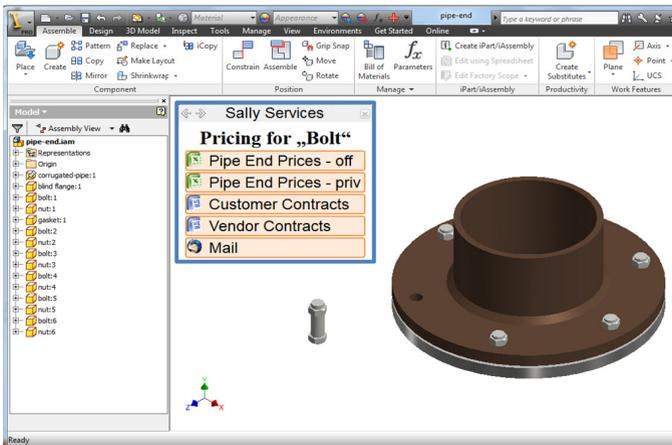 Material
Appearance
pipe-end
Type a keyword or phrase
PRO
Assemble Design 3D Model Inspect Tools Manage View Environments Get Started Online
Place
Create
Pattern
Copy
Mirror
Replace
Make Layout
Shrinkwrap
iCopy
Component
Constrain
Assemble
Grip Snap
Move
Rotate
Position
Bill of Materials
fx
Parameters
Manage
Create iPart/iAssembly
Edit using Spreadsheet
Edit Factory Scope
iPart/iAssembly
Create Substitutes
Productivity
Plane
Axis
Point
UCS
Work Features
Model
Assembly View
pipe-end.iam
Representations
Origin
corrugated-pipe:1
blind flange:1
bolt:1
nut:1
gasket:1
bolt:2
nut:2
bolt:3
nut:3
bolt:4
nut:4
bolt:5
nut:5
bolt:6
nut:6
Sally Services
Pricing for „Bolt“
Pipe End Prices - off
Pipe End Prices - priv
Customer Contracts
Vendor Contracts
Mail
Y
Z
X
Ready